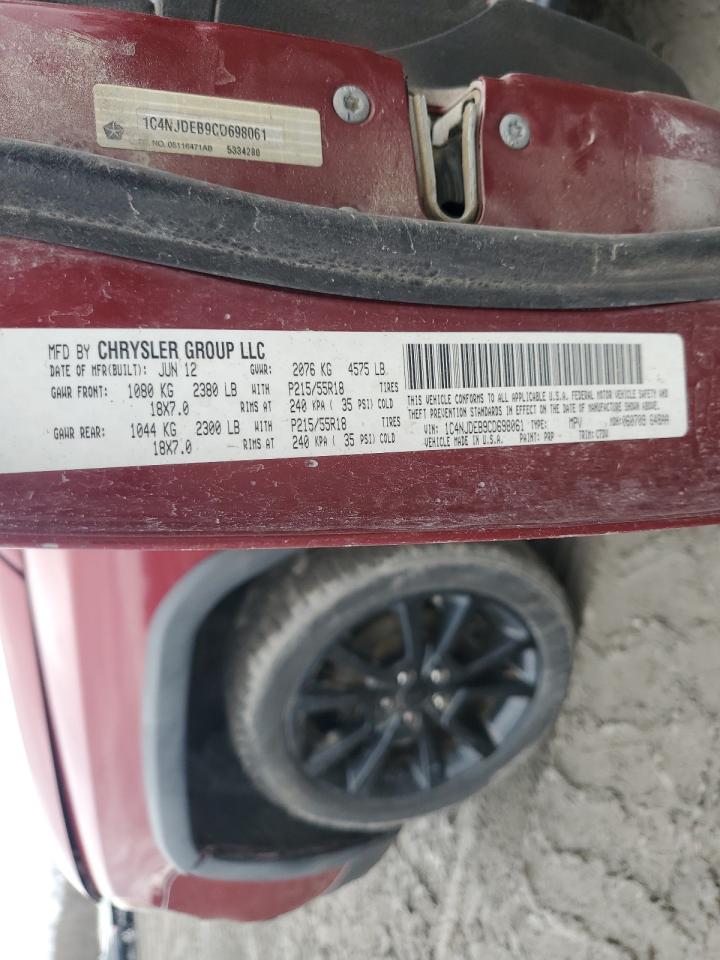 1C4NJDEB9CD698061
NO. 05116471AB 5334280
MFD BY CHRYSLER GROUP LLC
DATE OF MFR(BUILT): JUN 12 GVWR: 2076 KG 4575 LB
GAWR FRONT: 1080 KG 2380 LB WITH P215/55R18 TIRES
18X7.0 RIMS AT 240 KPA ( 35 PSI) COLD
GAWR REAR: 1044 KG 2300 LB WITH P215/55R18 TIRES
18X7.0 RIMS AT 240 KPA ( 35 PSI) COLD
THIS VEHICLE CONFORMS TO ALL APPLICABLE U.S.A. FEDERAL MOTOR VEHICLE SAFETY AND
THEFT PREVENTION STANDARDS IN EFFECT ON THE DATE OF MANUFACTURE SHOWN ABOVE.
VIN: 1C4NJDEB9CD698061 TYPE: MPV MDH: 060709
VEHICLE MADE IN U.S.A. PAINT: PRP TRIM: